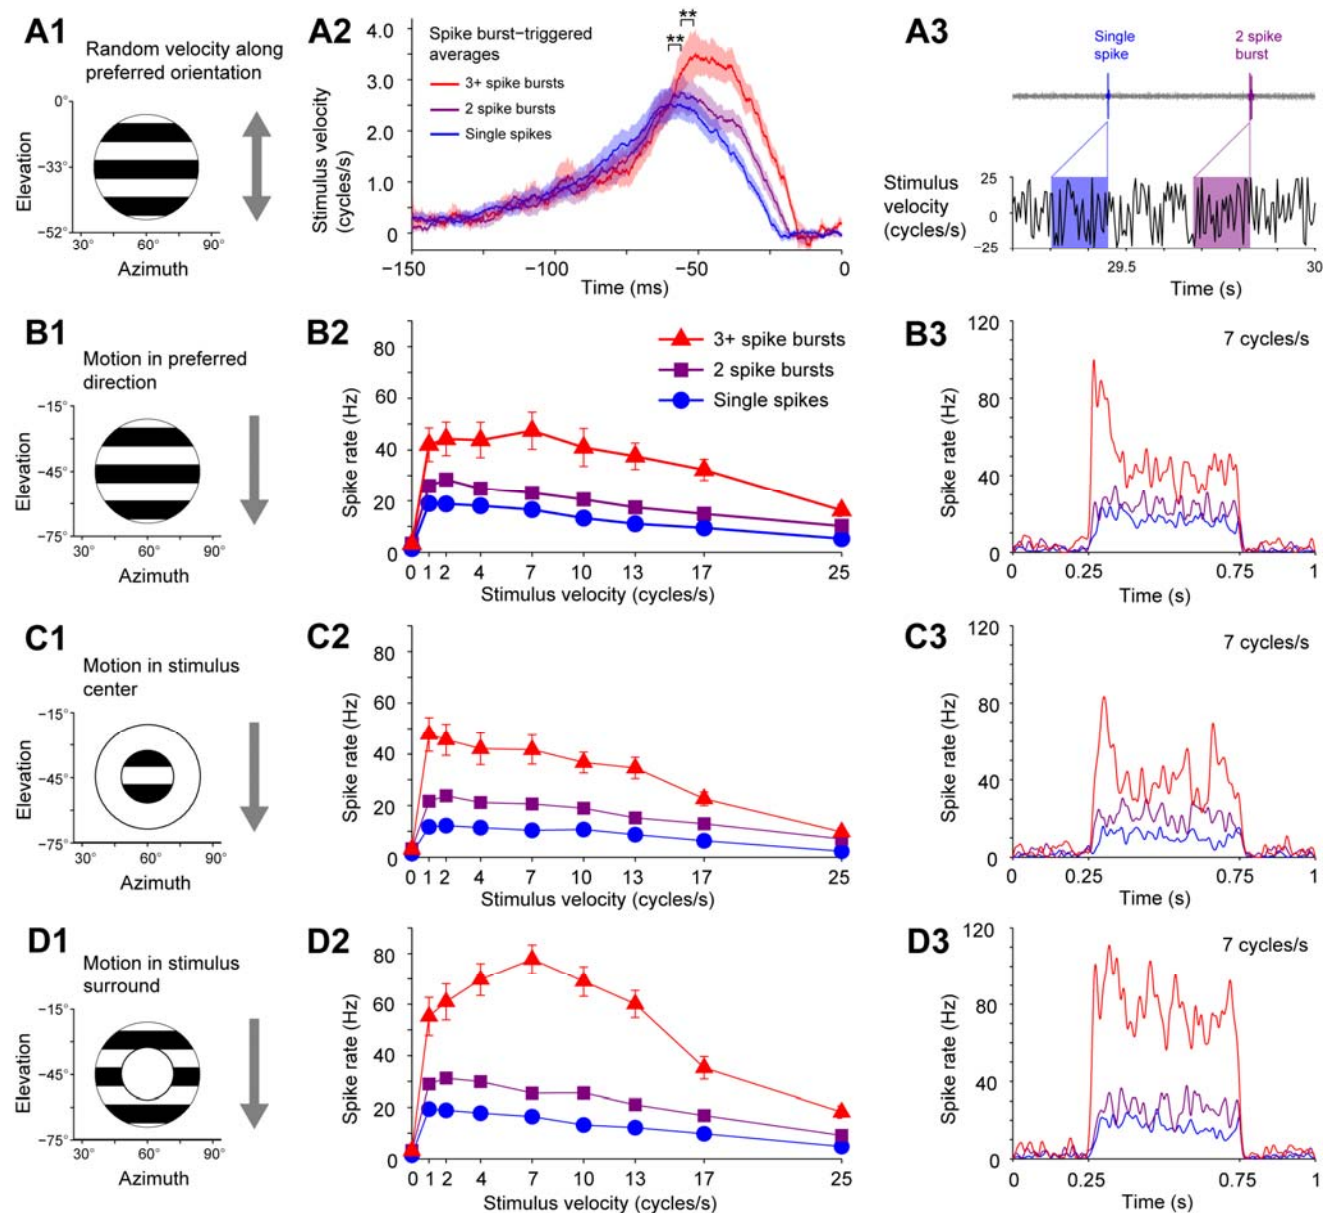 A1
Random velocity along
preferred orientation
Elevation
0°
−33°
−52°
30° 60° 90°
Azimuth
A2
Stimulus velocity
(cycles/s)
4.0
3.0
2.0
1.0
0
Spike burst−triggered
averages
3+ spike bursts
2 spike bursts
Single spikes
**
**
−150 −100 −50 0
Time (ms)
A3
Single
spike
2 spike
burst
Stimulus
velocity
(cycles/s)
25
0
−25
29.5 30
Time (s)
B1
Motion in preferred
direction
Elevation
−15°
−45°
−75°
30° 60° 90°
Azimuth
B2
Spike rate (Hz)
80
60
40
20
0
3+ spike bursts
2 spike bursts
Single spikes
0 1 2 4 7 10 13 17 25
Stimulus velocity (cycles/s)
B3
7 cycles/s
Spike rate (Hz)
120
80
40
0
0 0.25 0.75 1
Time (s)
C1
Motion in stimulus
center
Elevation
−15°
−45°
−75°
30° 60° 90°
Azimuth
C2
Spike rate (Hz)
80
60
40
20
0
0 1 2 4 7 10 13 17 25
Stimulus velocity (cycles/s)
C3
7 cycles/s
Spike rate (Hz)
120
80
40
0
0 0.25 0.75 1
Time (s)
D1
Motion in stimulus
surround
Elevation
−15°
−45°
−75°
30° 60° 90°
Azimuth
D2
Spike rate (Hz)
80
60
40
20
0
0 1 2 4 7 10 13 17 25
Stimulus velocity (cycles/s)
D3
7 cycles/s
Spike rate (Hz)
120
80
40
0
0 0.25 0.75 1
Time (s)